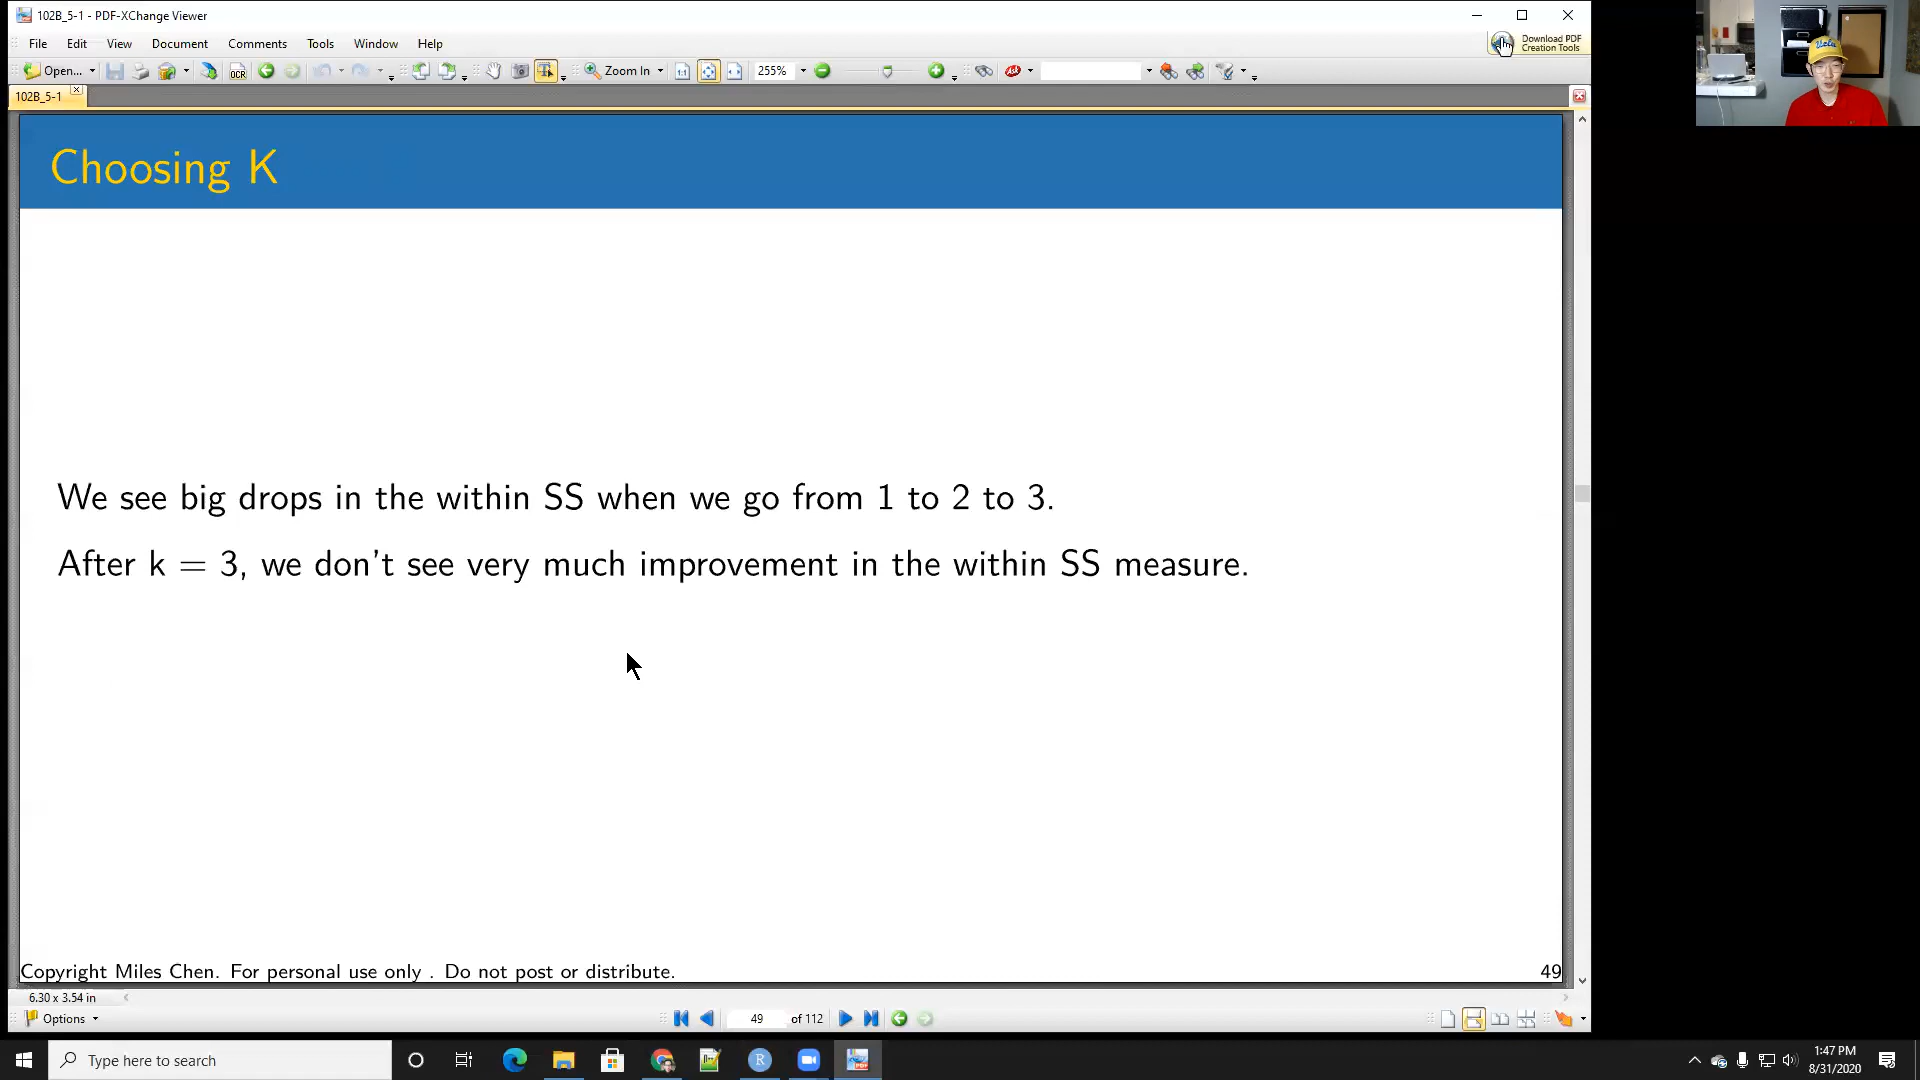 102B_5-1 - PDF-XChange Viewer
File Edit View Document Comments Tools Window Help
Download PDF
Creation Tools
Open... OCR Zoom In 255%
102B_5-1
Choosing K
We see big drops in the within SS when we go from 1 to 2 to 3.
After k = 3, we don't see very much improvement in the within SS measure.
Copyright Miles Chen. For personal use only . Do not post or distribute.
49
6.30 x 3.54 in
Options
49 of 112
Type here to search
1:47 PM
8/31/2020